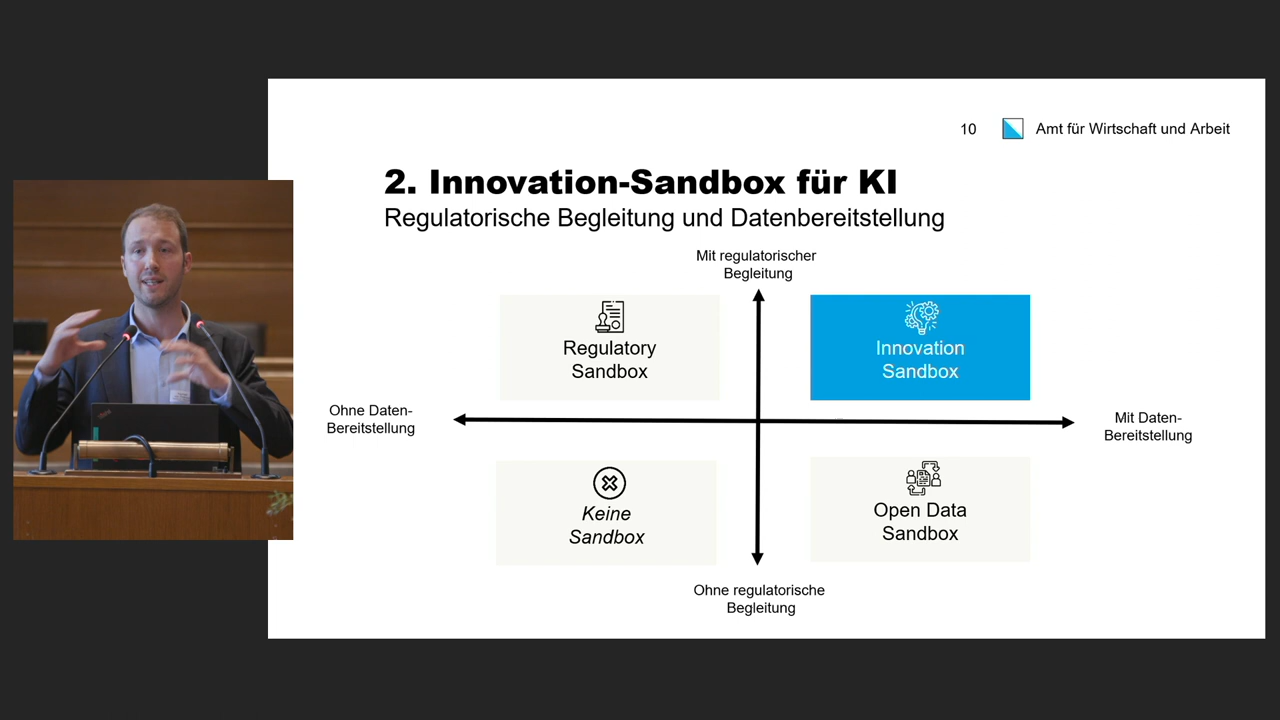 10
Amt für Wirtschaft und Arbeit
2. Innovation-Sandbox für KI
Regulatorische Begleitung und Datenbereitstellung
Mit regulatorischer
Begleitung
Regulatory
Sandbox
Innovation
Sandbox
Ohne Daten-
Bereitstellung
Mit Daten-
Bereitstellung
Keine
Sandbox
Open Data
Sandbox
Ohne regulatorische
Begleitung